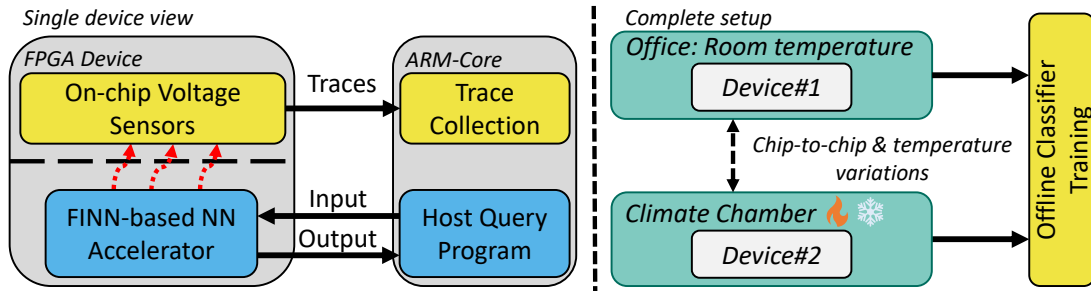 Single device view
FPGA Device
On-chip Voltage
Sensors
Traces
ARM-Core
Trace
Collection
FINN-based NN
Accelerator
Input
Output
Host Query
Program
Complete setup
Office: Room temperature
Device#1
Chip-to-chip & temperature
variations
Climate Chamber
Device#2
Offline Classifier
Training